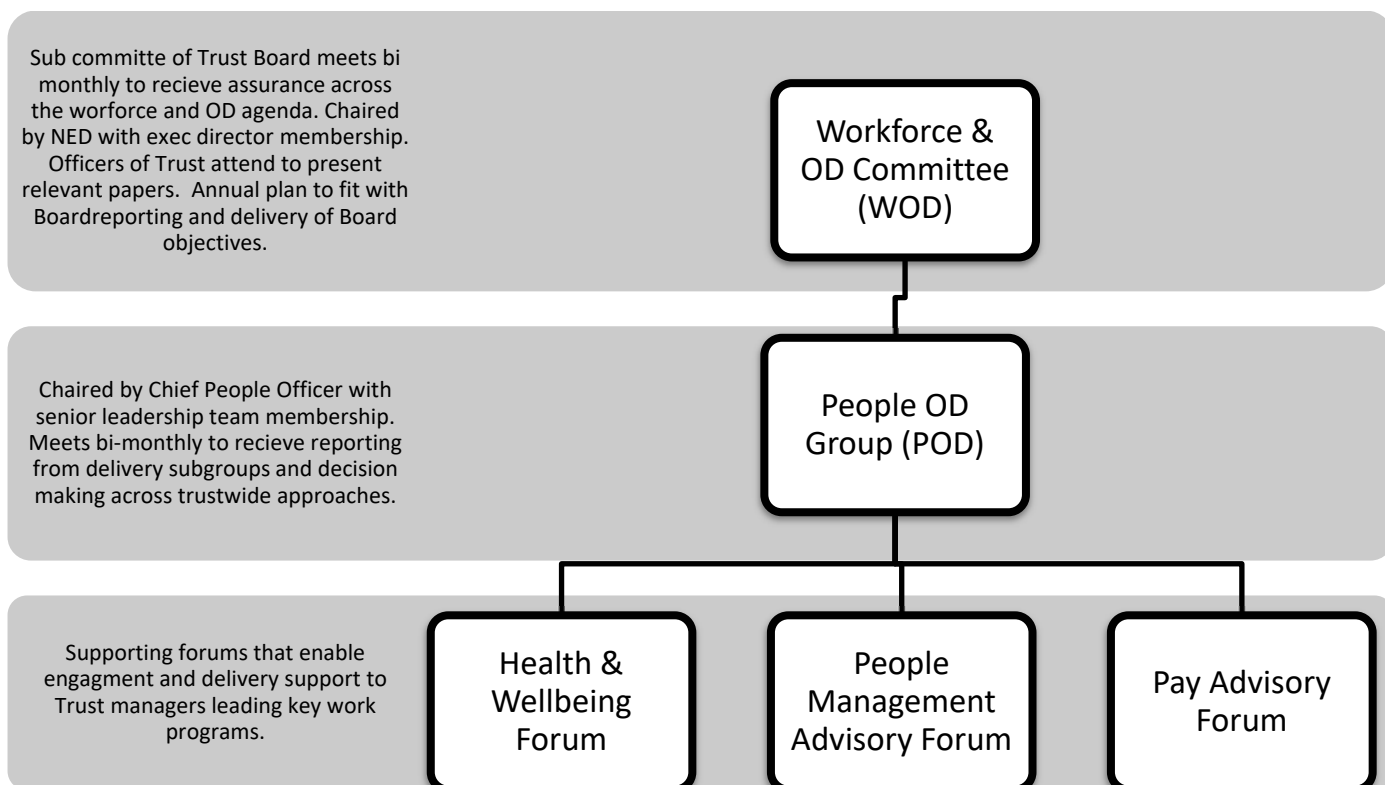 Sub committe of Trust Board meets bi
monthly to recieve assurance across
the worforce and OD agenda. Chaired
by NED with exec director membership.
Officers of Trust attend to present
relevant papers.  Annual plan to fit with
Boardreporting and delivery of Board
objectives.
Workforce &
OD Committee
(WOD)
Chaired by Chief People Officer with
senior leadership team membership.
Meets bi-monthly to recieve reporting
from delivery subgroups and decision
making across trustwide approaches.
People OD
Group (POD)
Supporting forums that enable
engagment and delivery support to
Trust managers leading key work
programs.
Health &
Wellbeing
Forum
People
Management
Advisory Forum
Pay Advisory
Forum